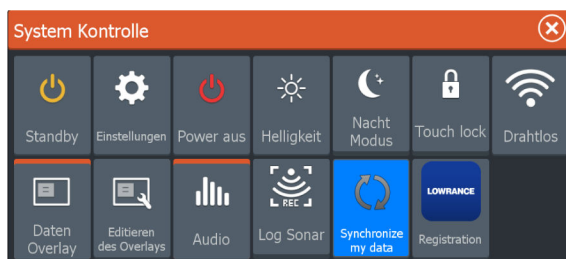 System Kontrolle
Standby
Einstellungen
Power aus
Helligkeit
Nacht
Modus
Touch lock
Drahtlos
Daten
Overlay
Editieren
des Overlays
Audio
REC
Log Sonar
Synchronize
my data
LOWRANCE
Registration